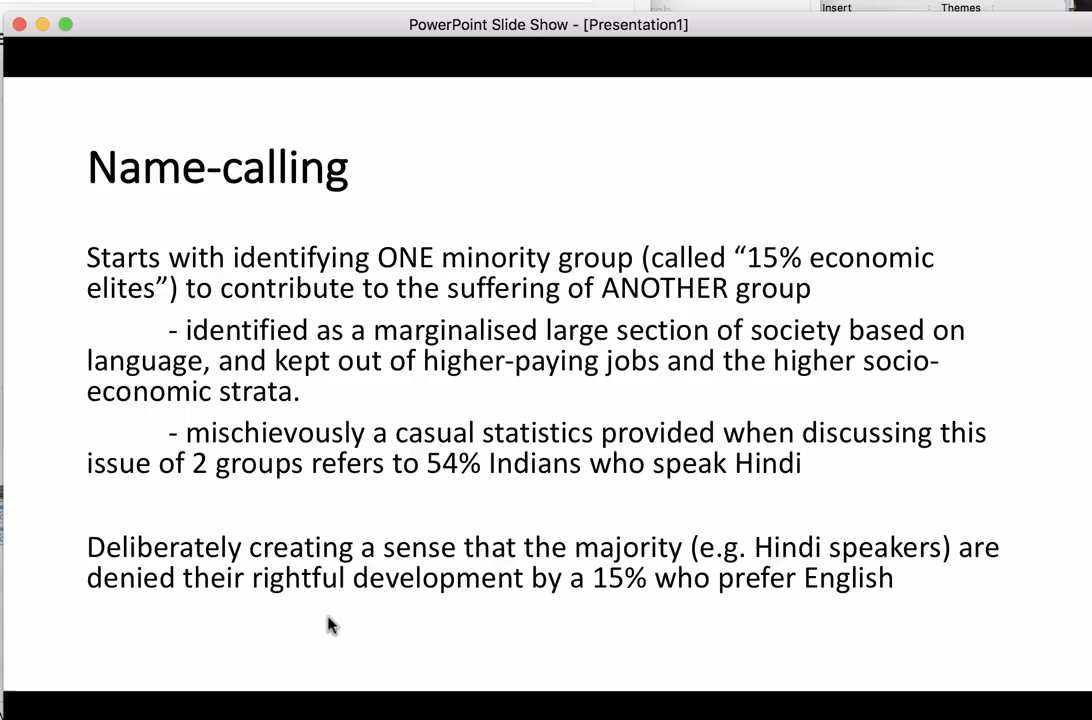 Insert
Themes
PowerPoint Slide Show - [Presentation1]
Name-calling
Starts with identifying ONE minority group (called “15% economic
elites”) to contribute to the suffering of ANOTHER group
- identified as a marginalised large section of society based on
language, and kept out of higher-paying jobs and the higher socio-
economic strata.
- mischievously a casual statistics provided when discussing this
issue of 2 groups refers to 54% Indians who speak Hindi
Deliberately creating a sense that the majority (e.g. Hindi speakers) are
denied their rightful development by a 15% who prefer English